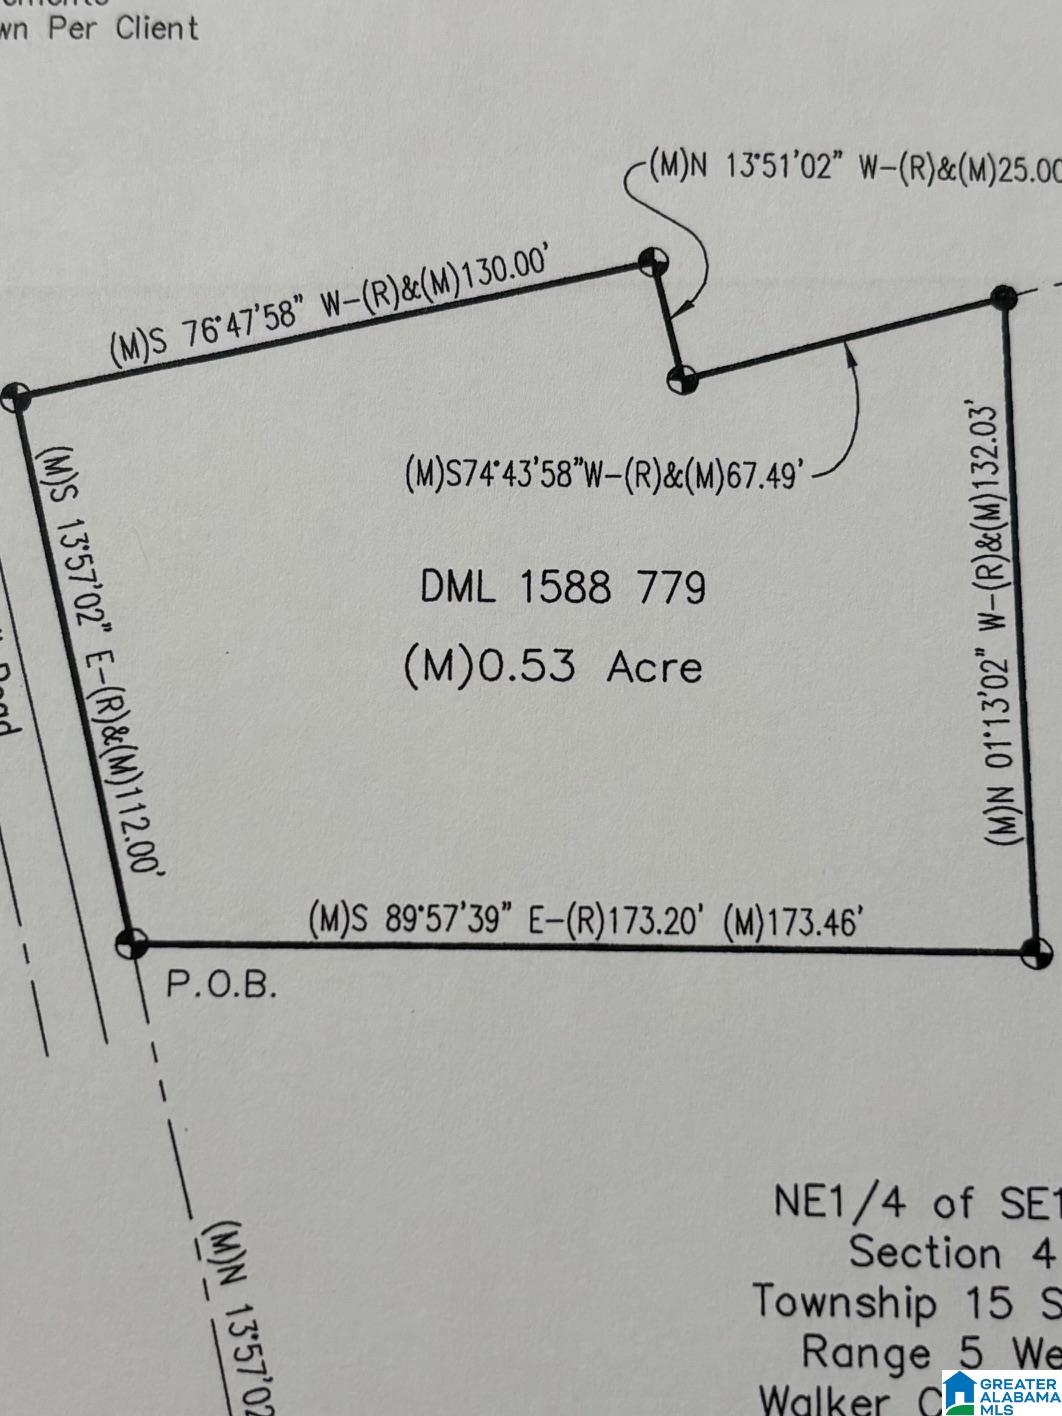 Per Client
(M)N 13°51'02" W-(R)&(M)25.00
(M)S 76°47'58" W-(R)&(M)130.00'
(M)S74°43'58"W-(R)&(M)67.49'
(M)S 13°57'02" E-(R)&(M)112.00'
(M)N 01°13'02" W-(R)&(M)132.03'
DML 1588 779
(M)0.53 Acre
Road
(M)S 89°57'39" E-(R)173.20' (M)173.46'
P.O.B.
(M)N 13°57'02
NE1/4 of SE1
Section 4
Township 15 S
Range 5 We
Walker C
GREATER
ALABAMA
MLS